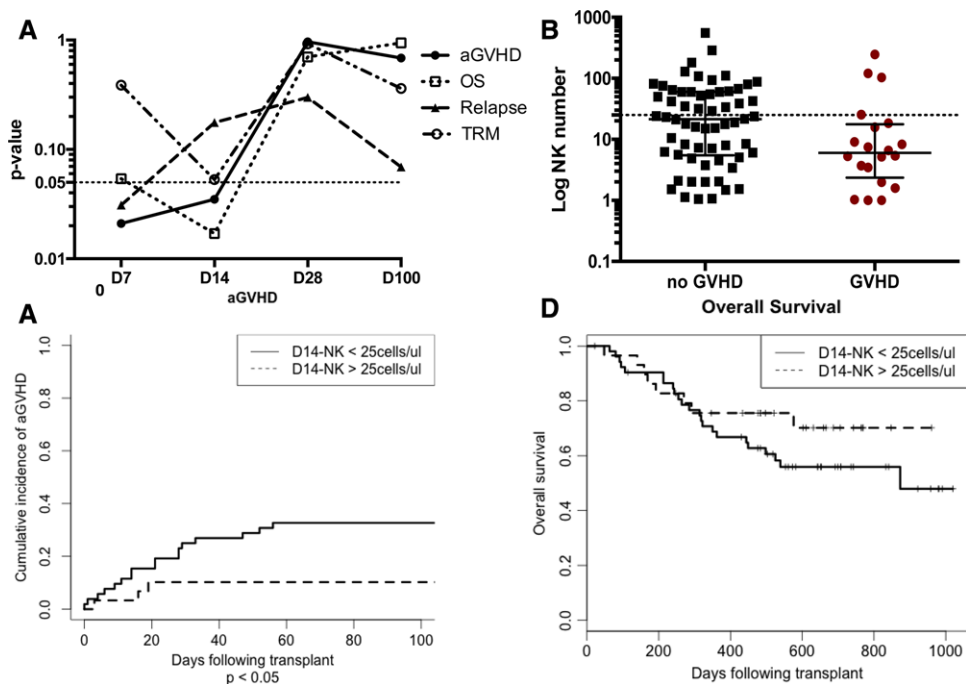 A
1
0.10
0.05
0.01
p-value
0
D7
D14
D28
D100
aGVHD
aGVHD
OS
Relapse
TRM
B
1000
100
10
1
0.1
Log NK number
no GVHD
GVHD
A
1.0
0.8
0.6
0.4
0.2
0.0
Cumulative incidence of aGVHD
D14-NK < 25cells/ul
D14-NK > 25cells/ul
0
20
40
60
80
100
Days following transplant
p < 0.05
Overall Survival
D
1.0
0.8
0.6
0.4
0.2
0.0
Overall survival
D14-NK < 25cells/ul
D14-NK > 25cells/ul
0
200
400
600
800
1000
Days following transplant